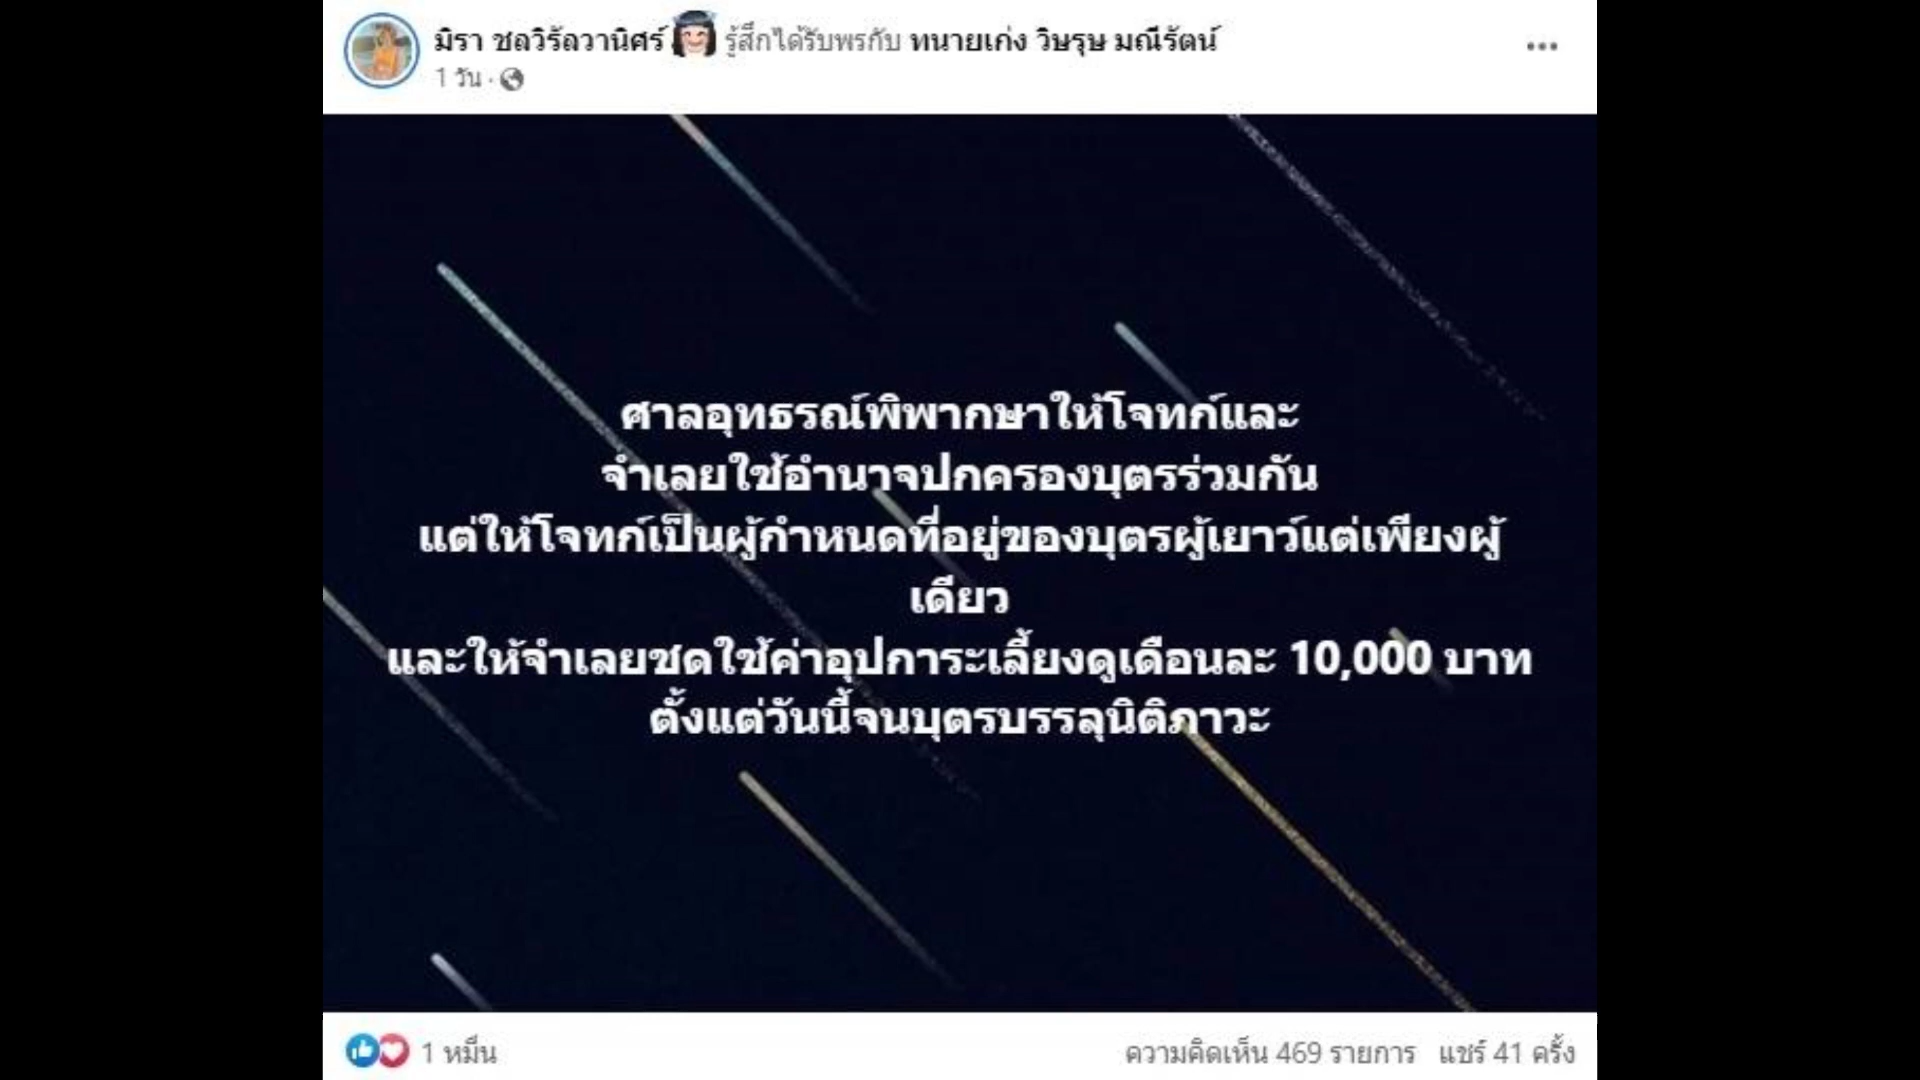 มิรา ชลวิรัลวานิศร์ รู้สึกได้รับพรกับ ทนายเก่ง วิษรุษ มณีรัตน์
1 วัน ·
ศาลอุทธรณ์พิพากษาให้โจทก์และ
จำเลยใช้อำนาจปกครองบุตรร่วมกัน
แต่ให้โจทก์เป็นผู้กำหนดที่อยู่ของบุตรผู้เยาว์แต่เพียงผู้
เดียว
และให้จำเลยชดใช้ค่าอุปการะเลี้ยงดูเดือนละ 10,000 บาท
ตั้งแต่วันนี้จนบุตรบรรลุนิติภาวะ
1 หมื่น
ความคิดเห็น 469 รายการ แชร์ 41 ครั้ง